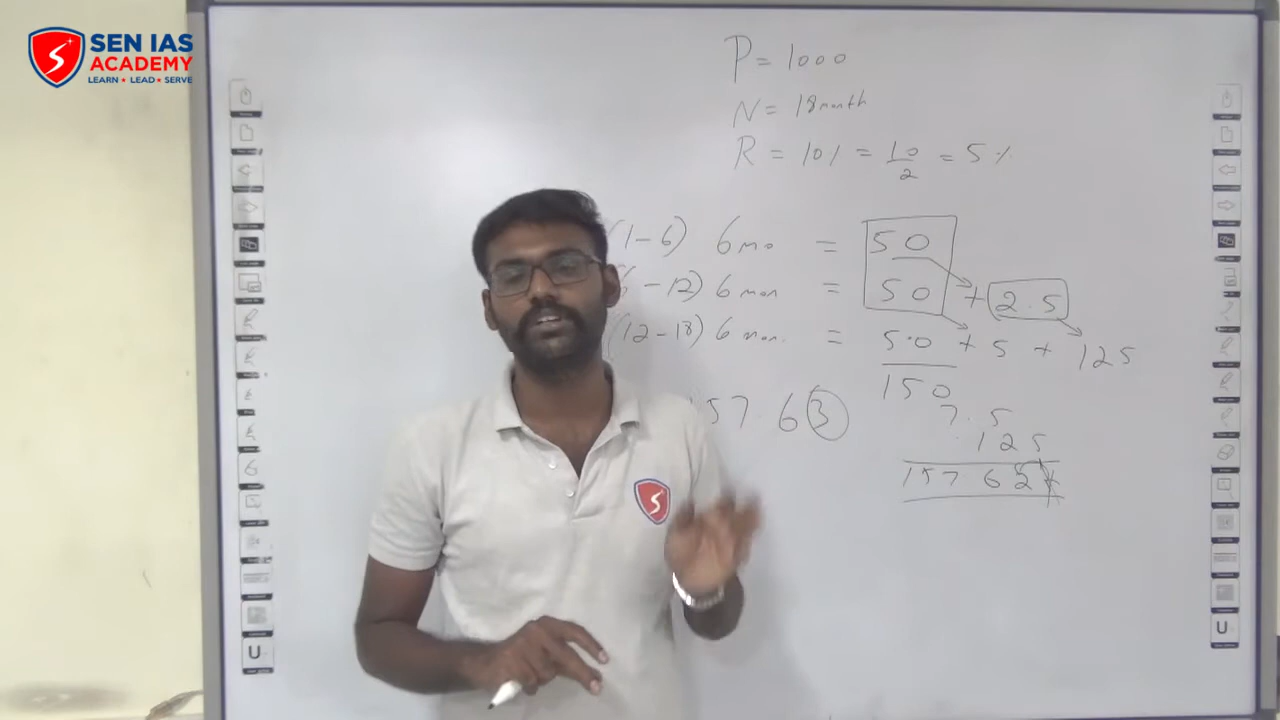 SEN IAS
ACADEMY
LEARN ★ LEAD ★ SERVE
P = 1000
N = 18 month
R = 10% = 10/2 = 5%
(1-6) 6 mo = 50
6-12) 6 mon = 50 + 2.5
(12-18) 6 mon. = 50 + 5 + 125
150
7.5
.125
57.63
157 62
U
U